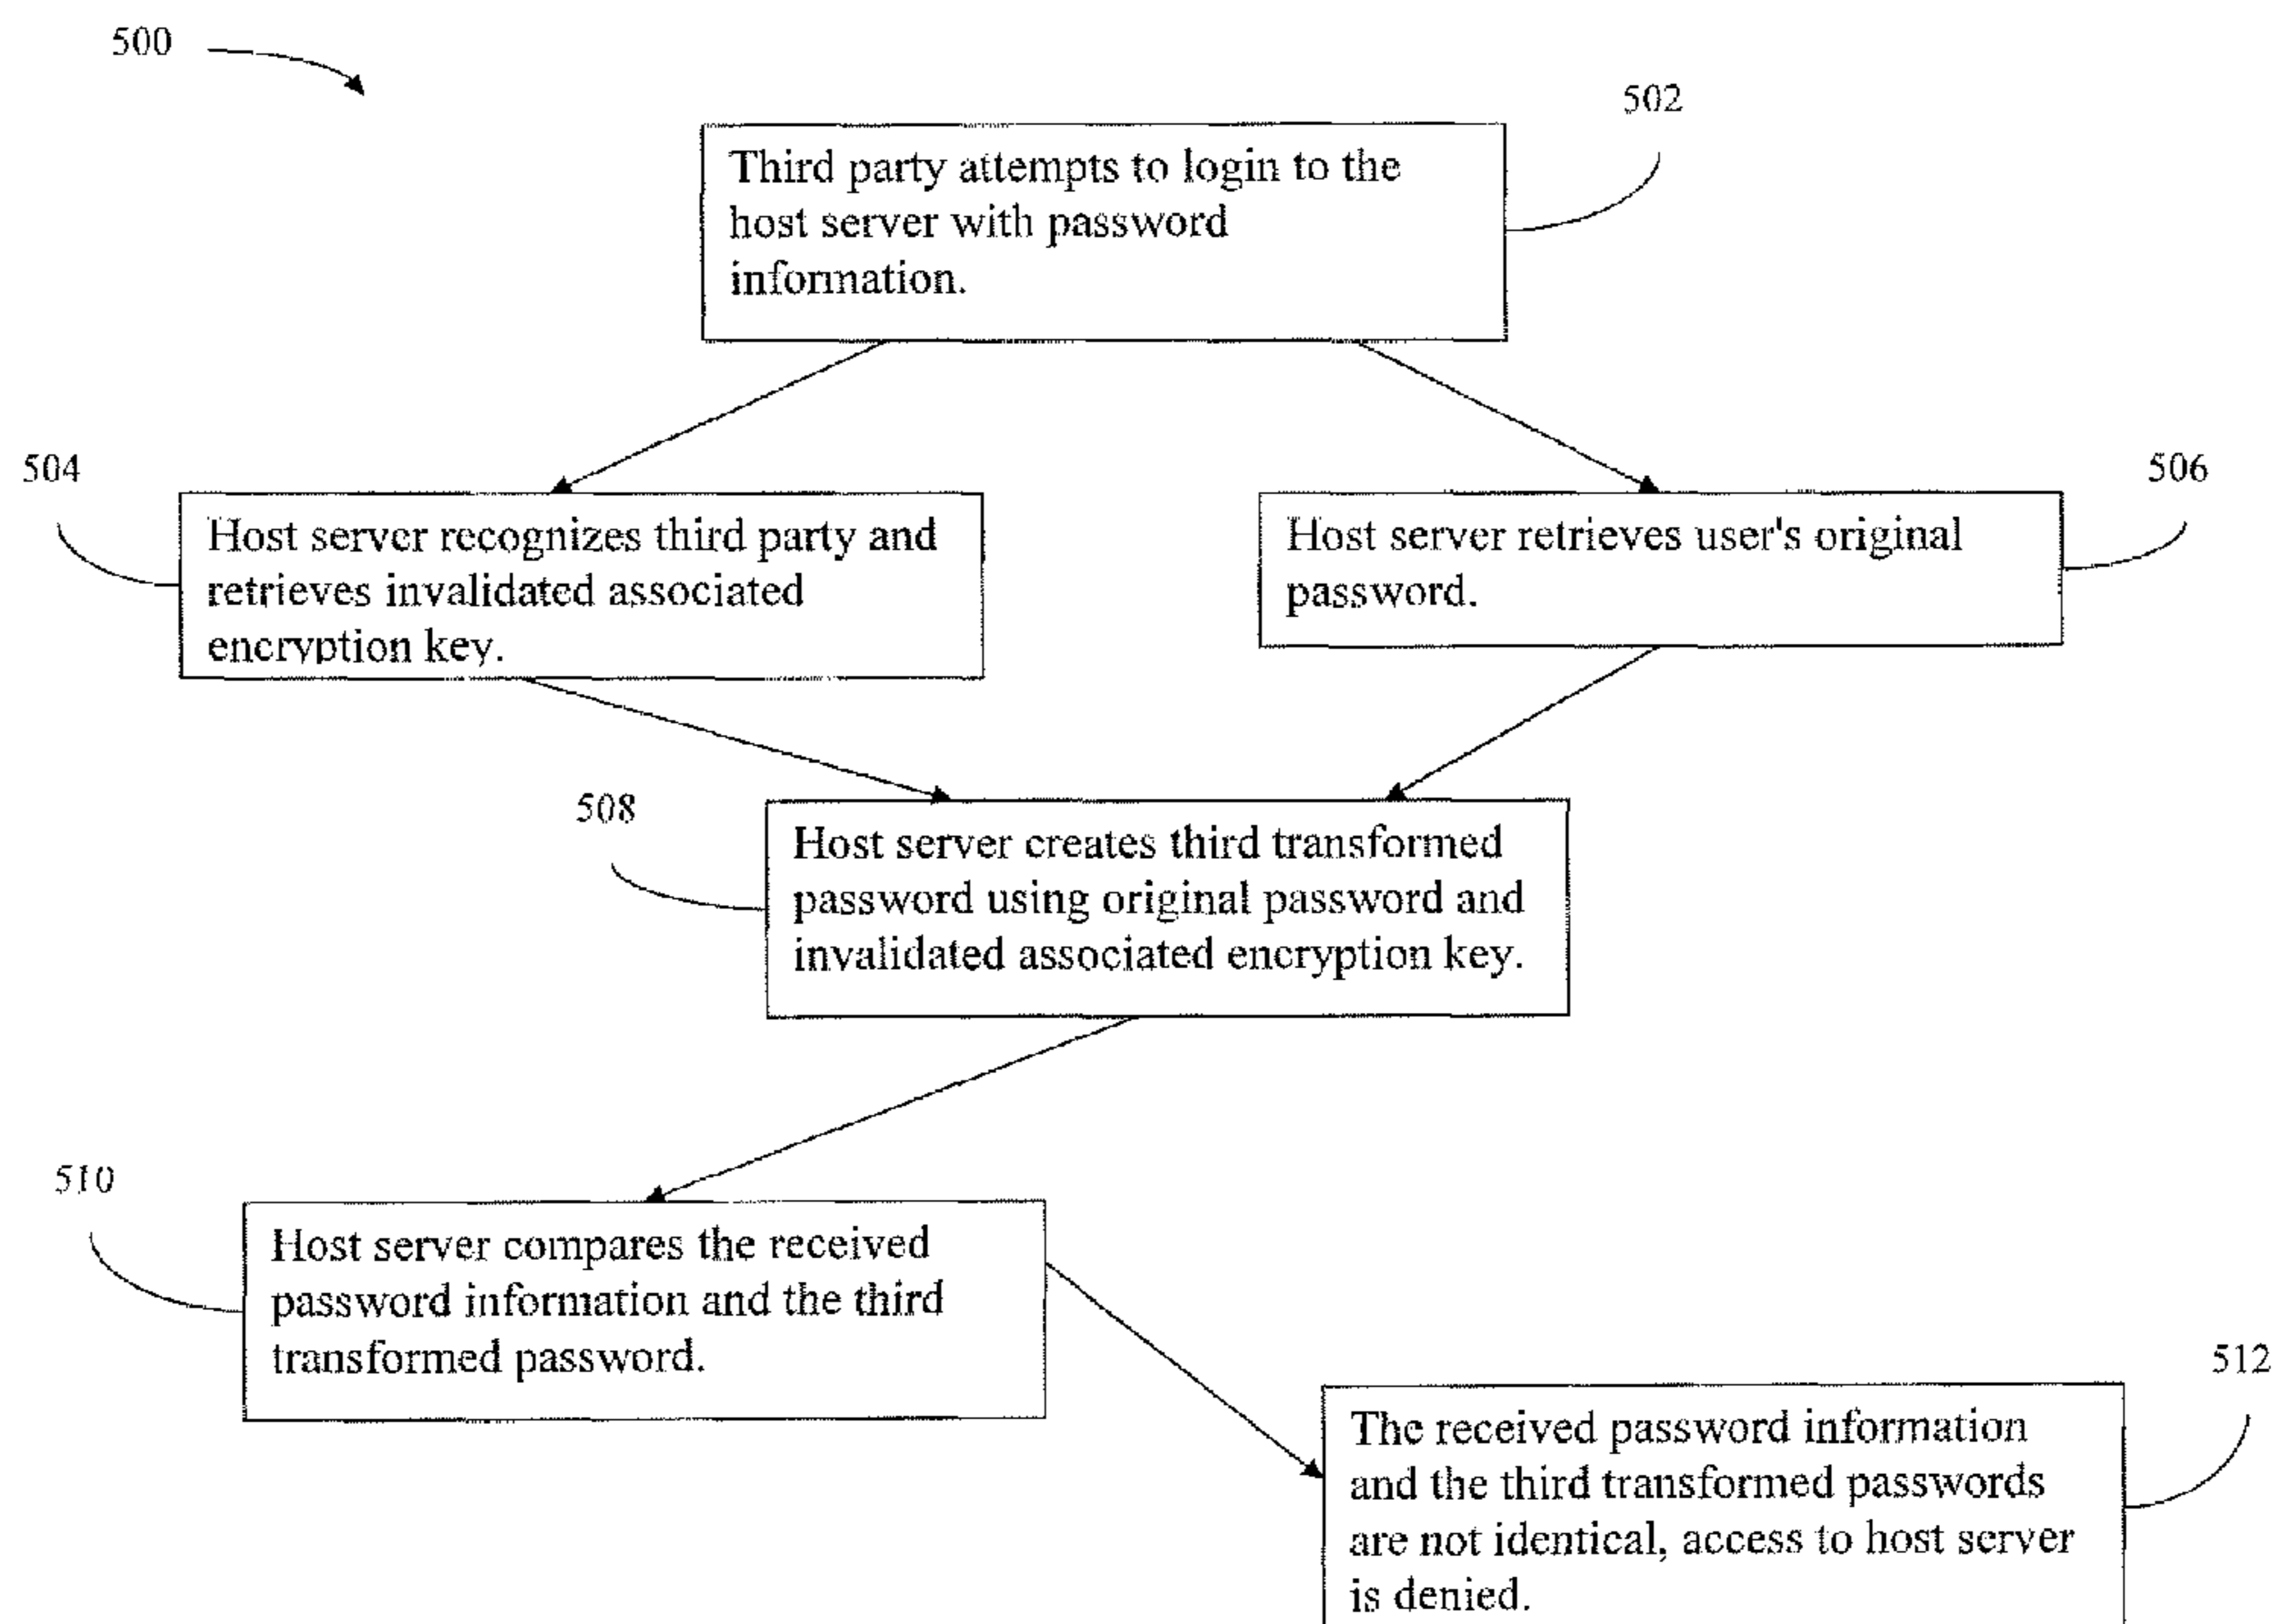 500
502
Third party attempts to login to the
host server with password
information.
504
506
Host server recognizes third party and
retrieves invalidated associated
encryption key.
Host server retrieves user's original
password.
508
Host server creates third transformed
password using original password and
invalidated associated encryption key.
510
Host server compares the received
password information and the third
transformed password.
512
The received password information
and the third transformed passwords
are not identical, access to host server
is denied.